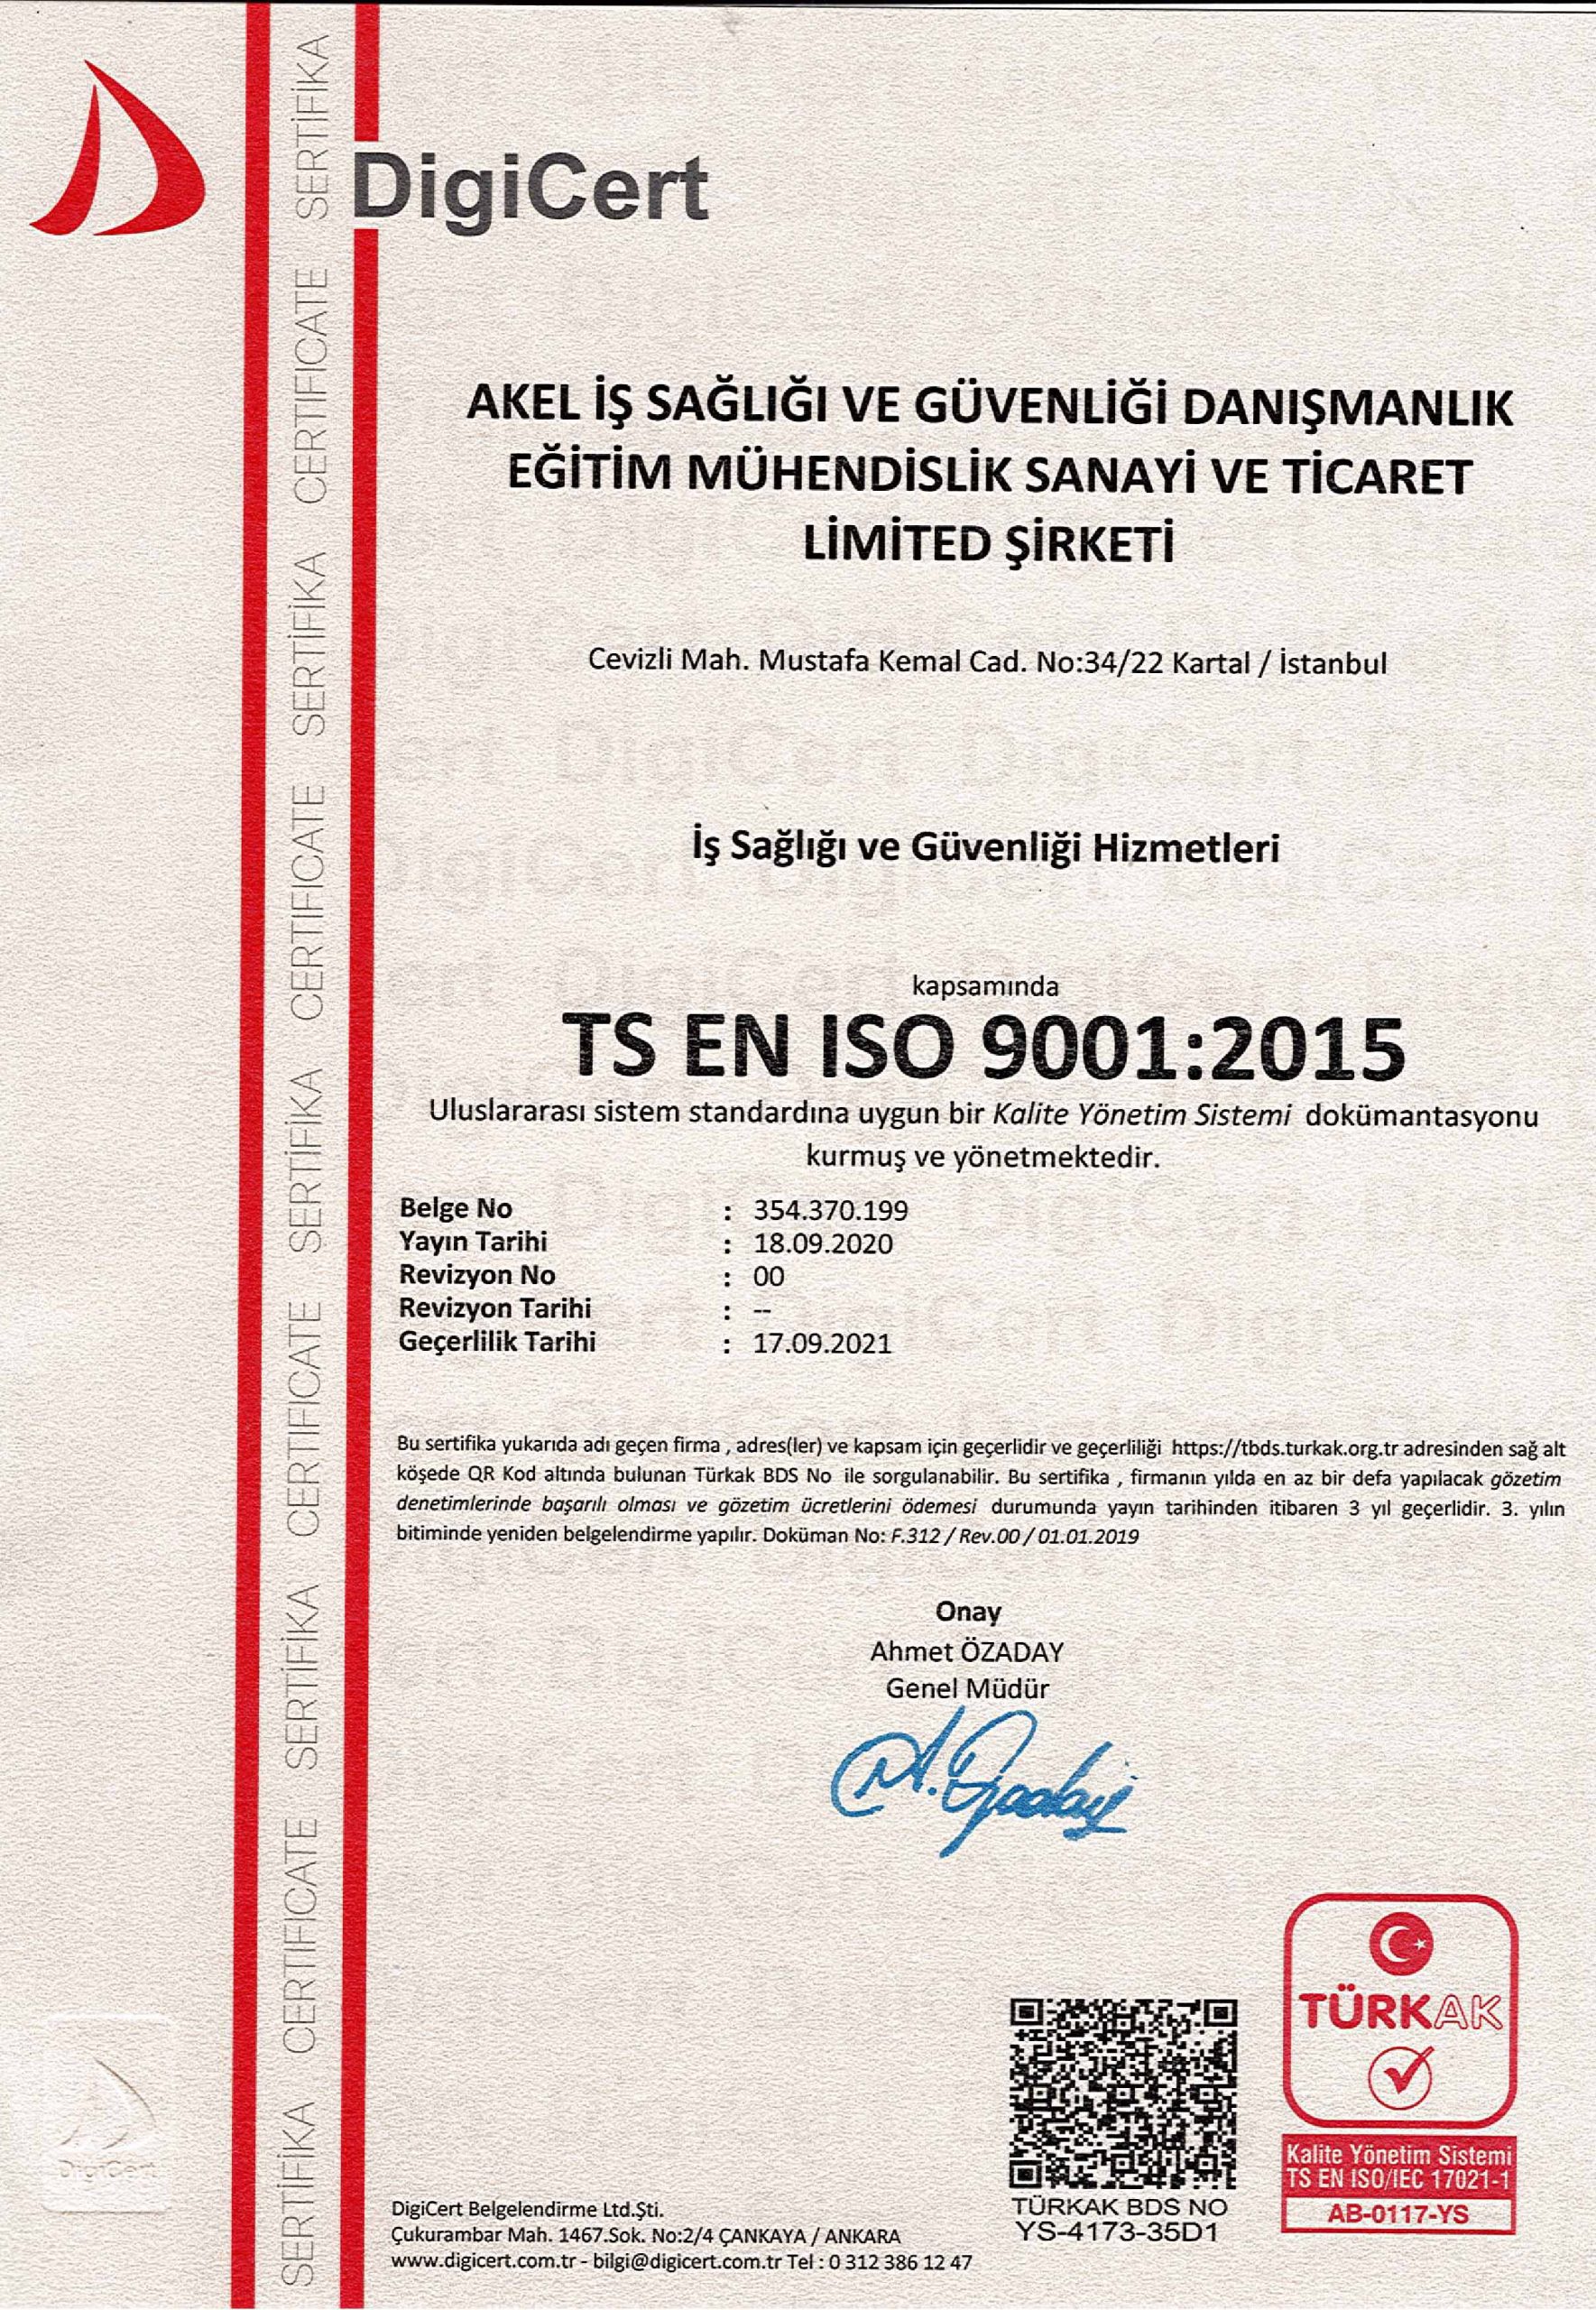 DigiCert
AKEL İŞ SAĞLIĞI VE GÜVENLİĞİ DANIŞMANLIK
EĞİTİM MÜHENDİSLİK SANAYİ VE TİCARET
LİMİTED ŞİRKETİ
Cevizli Mah. Mustafa Kemal Cad. No:34/22 Kartal / İstanbul
İş Sağlığı ve Güvenliği Hizmetleri
kapsamında
TS EN ISO 9001:2015
Uluslararası sistem standardına uygun bir Kalite Yönetim Sistemi dokümantasyonu
kurmuş ve yönetmektedir.
Belge No : 354.370.199
Yayın Tarihi : 18.09.2020
Revizyon No : 00
Revizyon Tarihi : --
Geçerlilik Tarihi : 17.09.2021
Bu sertifika yukarıda adı geçen firma , adres(ler) ve kapsam için geçerlidir ve geçerliliği https://tbds.turkak.org.tr adresinden sağ alt
köşede QR Kod altında bulunan Türkak BDS No ile sorgulanabilir. Bu sertifika , firmanın yılda en az bir defa yapılacak gözetim
denetimlerinde başarılı olması ve gözetim ücretlerini ödemesi durumunda yayın tarihinden itibaren 3 yıl geçerlidir. 3. yılın
bitiminde yeniden belgelendirme yapılır. Doküman No: F.312 / Rev.00 / 01.01.2019
Onay
Ahmet ÖZADAY
Genel Müdür
A. Özaday
TÜRKAK
Kalite Yönetim Sistemi
TS EN ISO/IEC 17021-1
AB-0117-YS
TÜRKAK BDS NO
YS-4173-35D1
DigiCert Belgelendirme Ltd.Şti.
Çukurambar Mah. 1467.Sok. No:2/4 ÇANKAYA / ANKARA
www.digicert.com.tr - bilgi@digicert.com.tr Tel : 0 312 386 12 47
DigiCert
SERTİFİKA CERTIFICATE SERTİFİKA CERTIFICATE SERTİFİKA CERTIFICATE SERTİFİKA CERTIFICATE SERTİFİKA